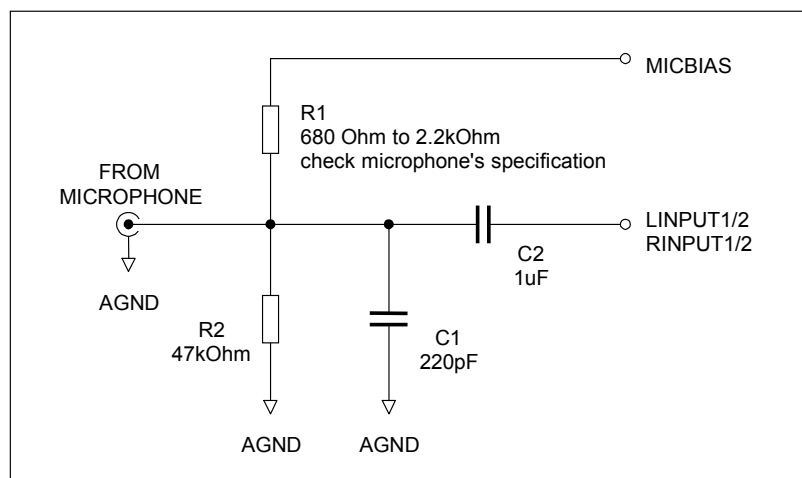 MICBIAS
R1
680 Ohm to 2.2kOhm
check microphone's specification
FROM
MICROPHONE
LINPUT1/2
RINPUT1/2
C2
1uF
AGND
R2
47kOhm
C1
220pF
AGND
AGND